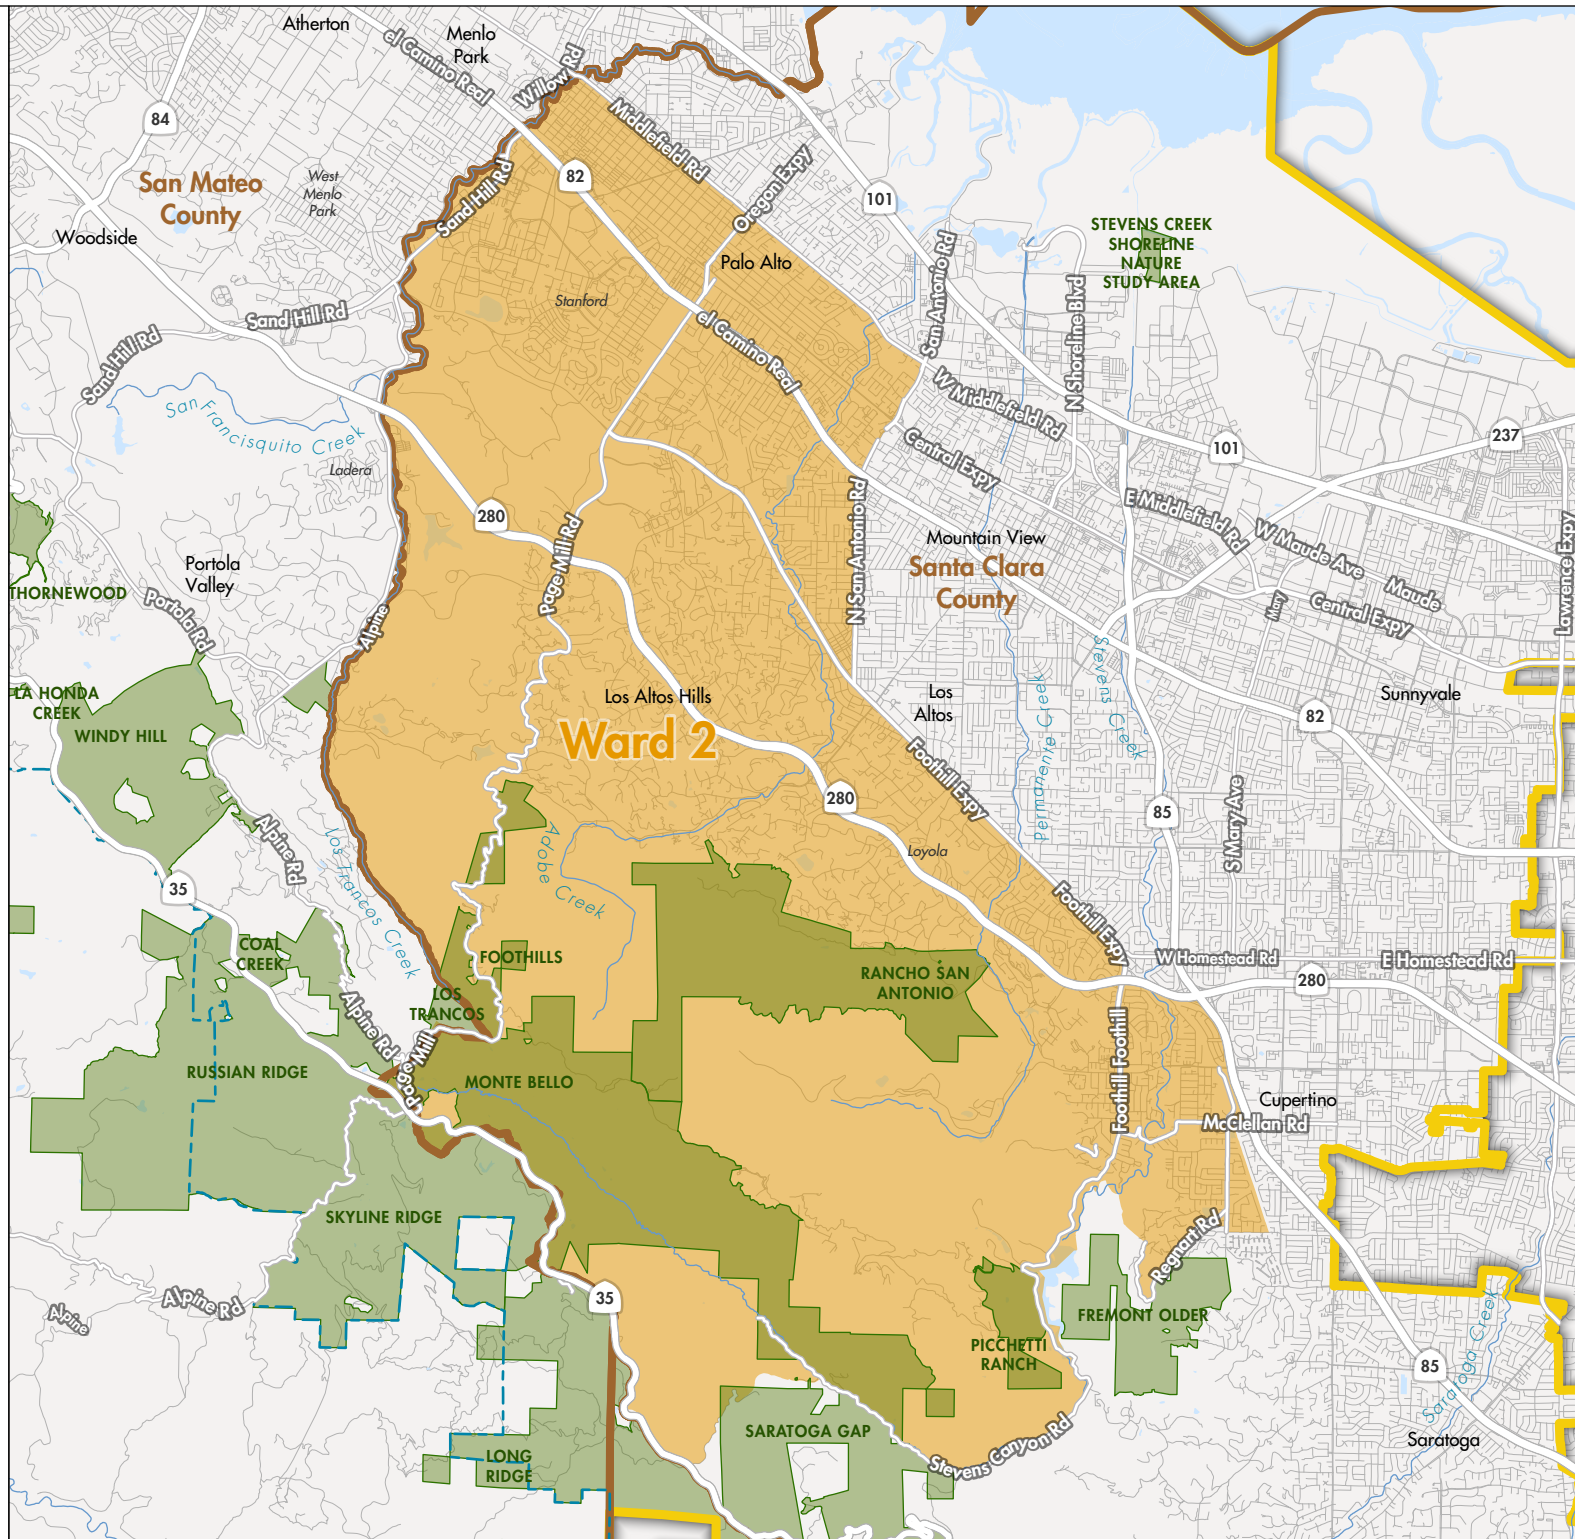 Atherton
Menlo
Park
el Camino Real
Willow Rd
84
Middlefield Rd
San Mateo
County
West
Menlo
Park
Sand Hill Rd
82
Oregon Expy
101
Woodside
STEVENS CREEK
SHORELINE
NATURE
STUDY AREA
Palo Alto
San Antonio Rd
N Shoreline Blvd
Stanford
Sand Hill Rd
Sand Hill Rd
el Camino Real
W Middlefield Rd
San Francisquito Creek
Ladera
Central Expy
101
237
280
Page Mill Rd
N San Antonio Rd
E Middlefield Rd
W Maude Ave
Maude
Lawrence Expy
Mountain View
Santa Clara
County
Portola
Valley
THORNEWOOD
Portola Rd
Alpine
Mary
Central Expy
Stevens Creek
Permanente Creek
LA HONDA
CREEK
WINDY HILL
Los Altos Hills
Ward 2
Los
Altos
Sunnyvale
82
Foothill Expy
280
85
S Mary Ave
Alpine Rd
Los Trancos Creek
Adobe Creek
Loyola
35
Foothill Expy
COAL
CREEK
FOOTHILLS
RANCHO SAN
ANTONIO
W Homestead Rd
E Homestead Rd
280
LOS
TRANCOS
Alpine Rd
Page Mill
RUSSIAN RIDGE
MONTE BELLO
Foothill Foothill
Cupertino
McClellan Rd
SKYLINE RIDGE
Regnart Rd
Alpine Rd
Alpine
35
FREMONT OLDER
PICCHETTI
RANCH
85
Saratoga Creek
SARATOGA GAP
Saratoga
LONG
RIDGE
Stevens Canyon Rd